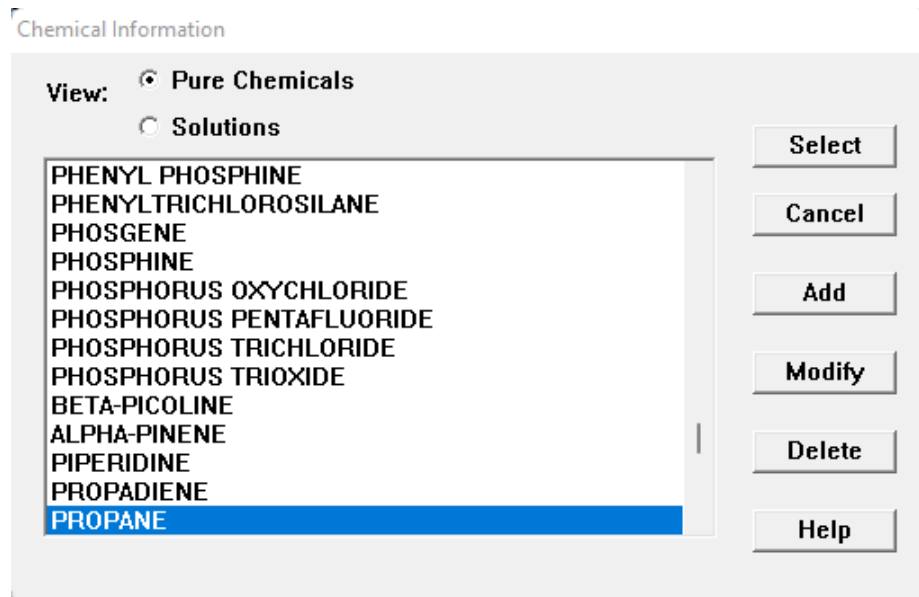 Chemical Information
View:
Pure Chemicals
Solutions
PHENYL PHOSPHINE
PHENYLTRICHLOROSILANE
PHOSGENE
PHOSPHINE
PHOSPHORUS OXYCHLORIDE
PHOSPHORUS PENTAFLUORIDE
PHOSPHORUS TRICHLORIDE
PHOSPHORUS TRIOXIDE
BETA-PICOLINE
ALPHA-PINENE
PIPERIDINE
PROPADIENE
PROPANE
Select
Cancel
Add
Modify
Delete
Help